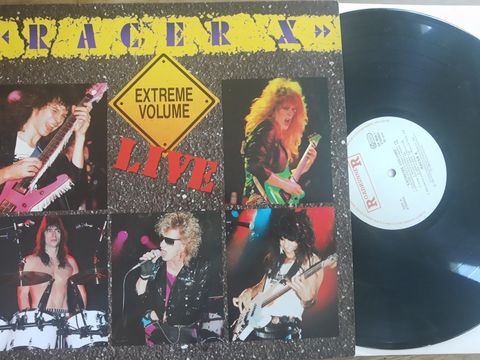 «RACER X»
EXTREME
VOLUME
LIVE
R ROADRUNNER R